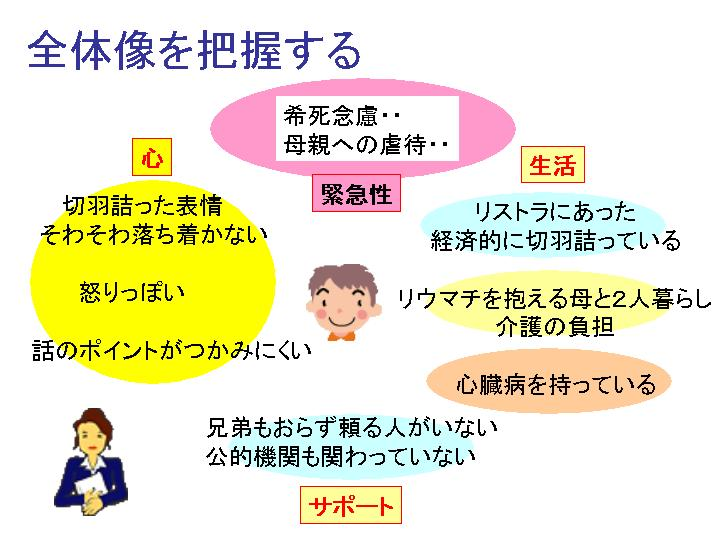 全体像を把握する
希死念慮・・
母親への虐待・・
緊急性
心
切羽詰った表情
そわそわ落ち着かない
怒りっぽい
話のポイントがつかみにくい
生活
リストラにあった
経済的に切羽詰っている
リウマチを抱える母と2人暮らし
介護の負担
心臓病を持っている
兄弟もおらず頼る人がいない
公的機関も関わっていない
サポート